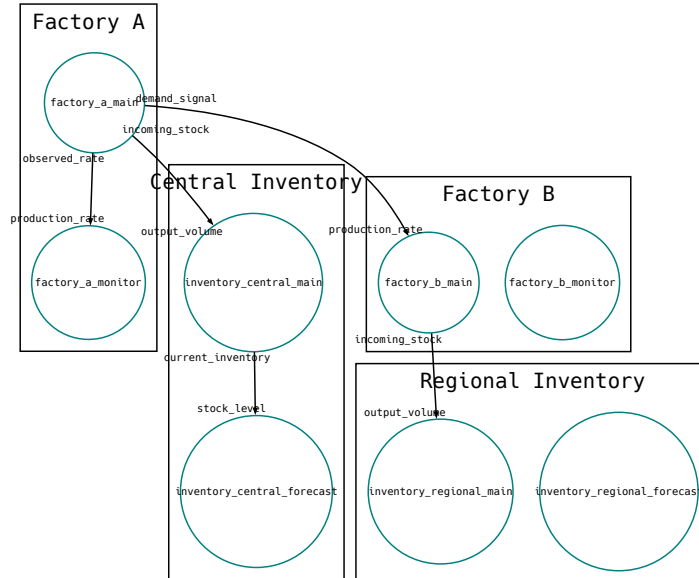 Factory A
factory_a_main
demand_signal
incoming_stock
observed_rate
Central Inventory
Factory B
production_rate
output_volume
production_rate
factory_a_monitor
inventory_central_main
factory_b_main
factory_b_monitor
incoming_stock
current_inventory
Regional Inventory
stock_level
output_volume
inventory_central_forecast
inventory_regional_main
inventory_regional_forecast